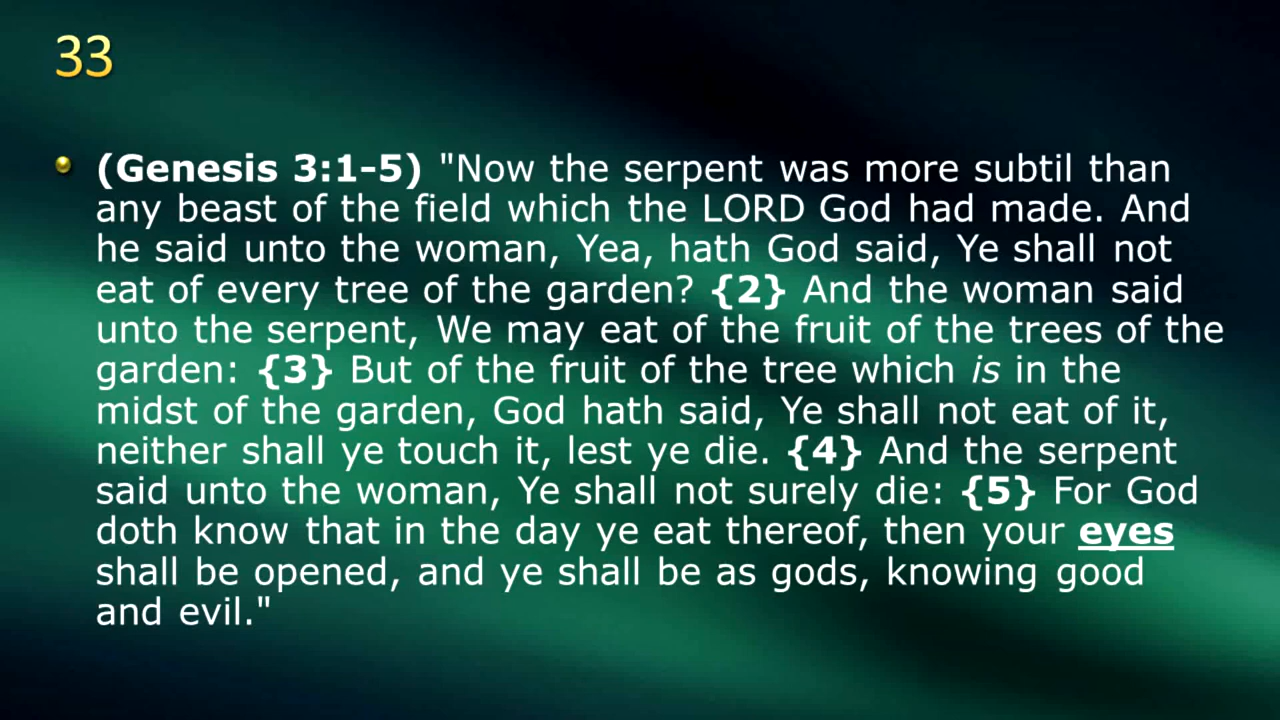 33
(Genesis 3:1-5) "Now the serpent was more subtil than
any beast of the field which the LORD God had made. And
he said unto the woman, Yea, hath God said, Ye shall not
eat of every tree of the garden? {2} And the woman said
unto the serpent, We may eat of the fruit of the trees of the
garden: {3} But of the fruit of the tree which is in the
midst of the garden, God hath said, Ye shall not eat of it,
neither shall ye touch it, lest ye die. {4} And the serpent
said unto the woman, Ye shall not surely die: {5} For God
doth know that in the day ye eat thereof, then your eyes
shall be opened, and ye shall be as gods, knowing good
and evil."